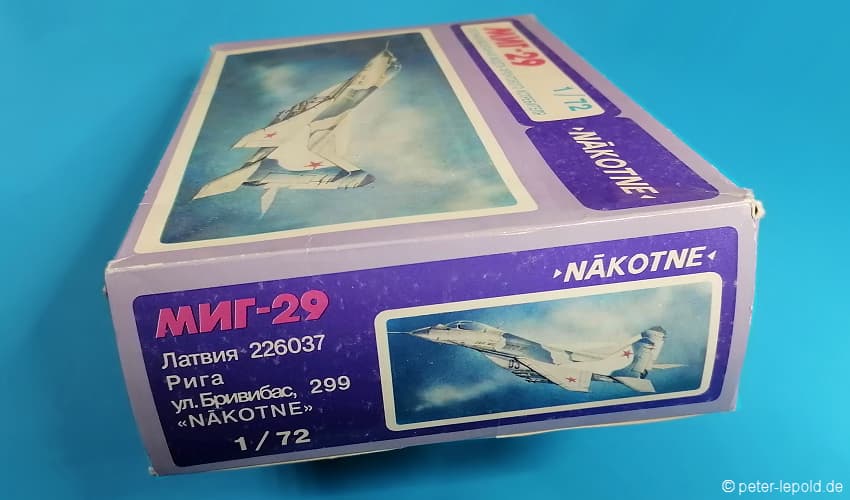 МИГ-29
1/72
›NĀKOTNE‹
›NĀKOTNE‹
МИГ-29
Латвия 226037
Рига
ул. Бривибас, 299
«NĀKOTNE»
1/72
© peter-lepold.de